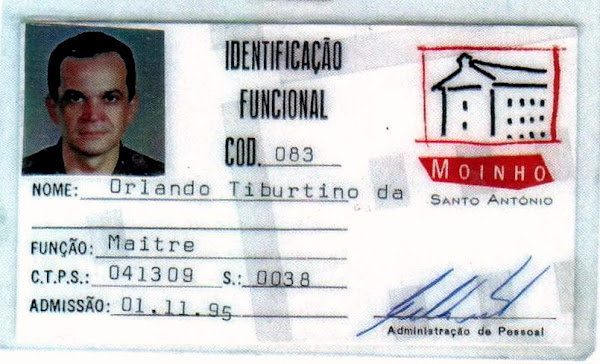 IDENTIFICAÇÃO
FUNCIONAL
COD. 083
MOINHO
SANTO ANTÓNIO
NOME: Orlando Tiburtino da
FUNÇÃO: Maitre
C.T.P.S.: 041309 S.: 0038
ADMISSÃO: 01.11.95
Administração de Pessoal